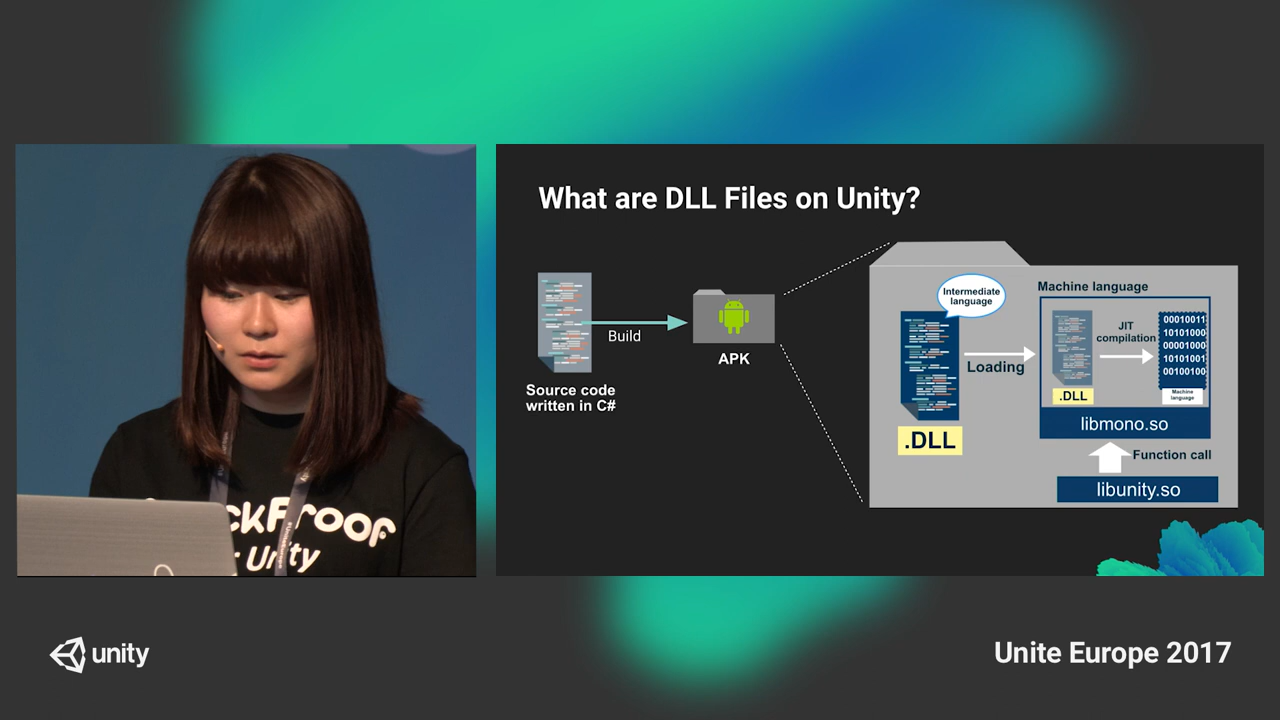 What are DLL Files on Unity?
Build
Source code
written in C#
APK
Intermediate
language
.DLL
Loading
Machine language
JIT
compilation
00010011
10101000
00001000
10101001
00100100
.DLL
Machine
language
libmono.so
Function call
libunity.so
ckProof
Unity
unity
Unite Europe 2017